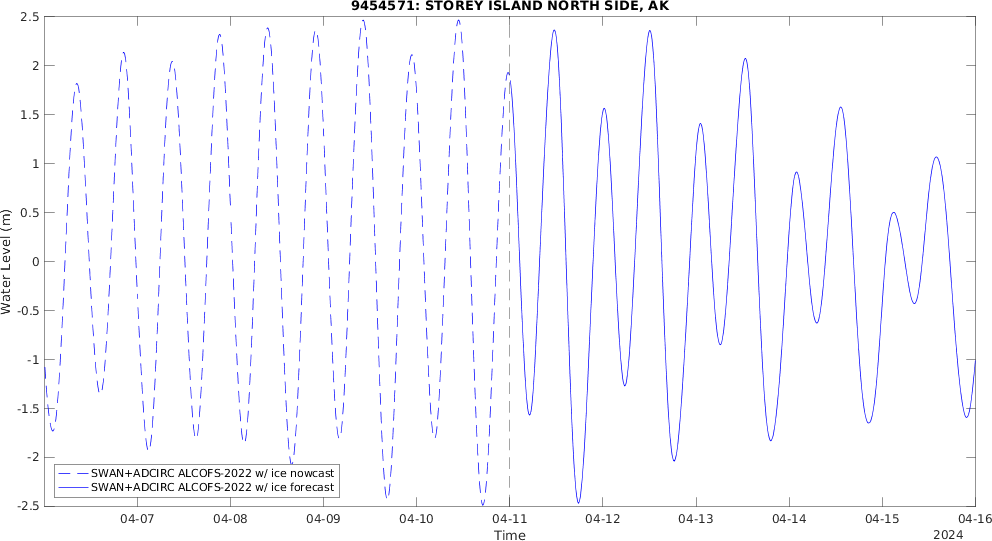 9454571: STOREY ISLAND NORTH SIDE, AK
2.5
2
1.5
1
0.5
0
-0.5
-1
-1.5
-2
-2.5
Water Level (m)
SWAN+ADCIRC ALCOFS-2022 w/ ice nowcast
SWAN+ADCIRC ALCOFS-2022 w/ ice forecast
04-07 04-08 04-09 04-10 04-11 04-12 04-13 04-14 04-15 04-16
Time
2024